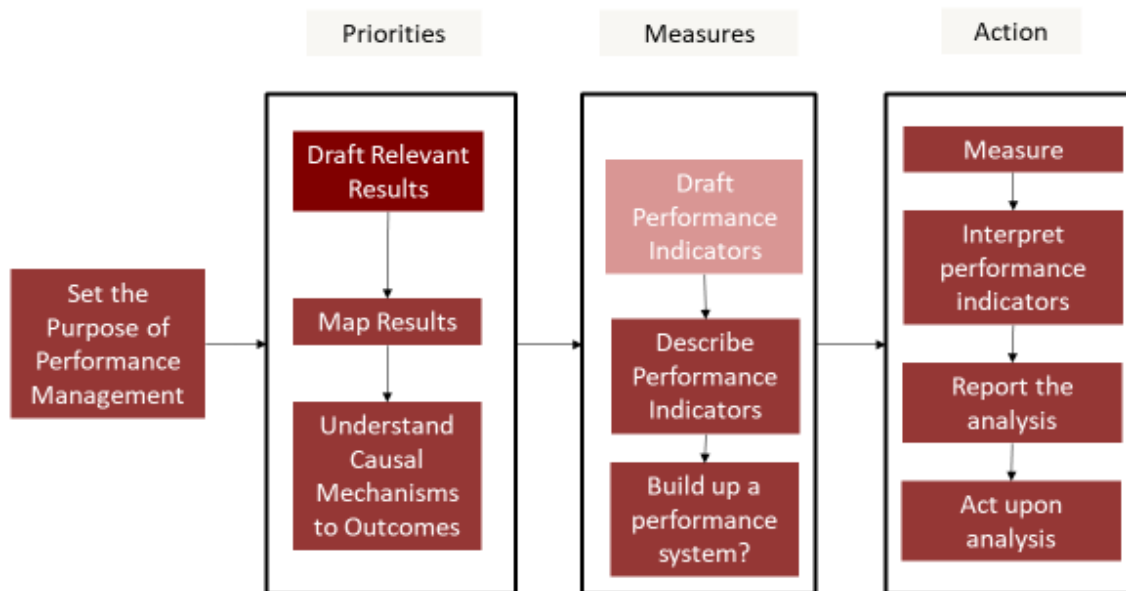 Priorities
Measures
Action
Set the
Purpose of
Performance
Management
Draft Relevant
Results
Map Results
Understand
Causal
Mechanisms
to Outcomes
Draft
Performance
Indicators
Describe
Performance
Indicators
Build up a
performance
system?
Measure
Interpret
performance
indicators
Report the
analysis
Act upon
analysis